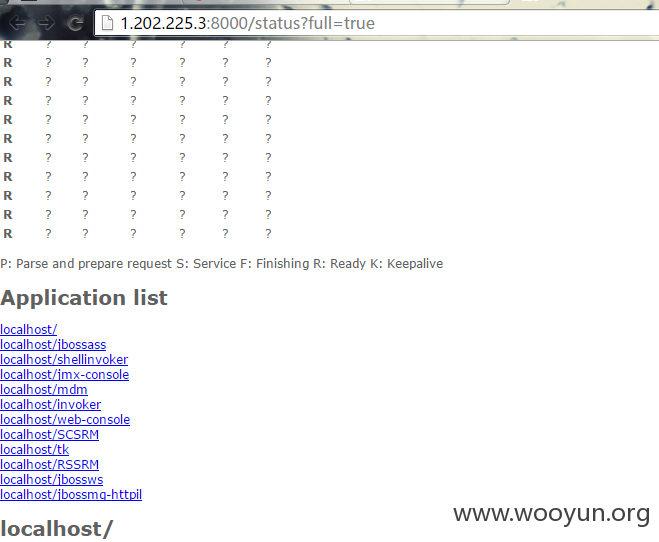 1.202.225.3:8000/status?full=true
R ? ? ? ? ? ?
R ? ? ? ? ? ?
R ? ? ? ? ? ?
R ? ? ? ? ? ?
R ? ? ? ? ? ?
R ? ? ? ? ? ?
R ? ? ? ? ? ?
R ? ? ? ? ? ?
R ? ? ? ? ? ?
R ? ? ? ? ? ?
R ? ? ? ? ? ?
P: Parse and prepare request S: Service F: Finishing R: Ready K: Keepalive
Application list
localhost/
localhost/jbossass
localhost/shellinvoker
localhost/jmx-console
localhost/mdm
localhost/invoker
localhost/web-console
localhost/SCSRM
localhost/tk
localhost/RSSRM
localhost/jbossws
localhost/jbossmq-httpil
www.wooyun.org
localhost/